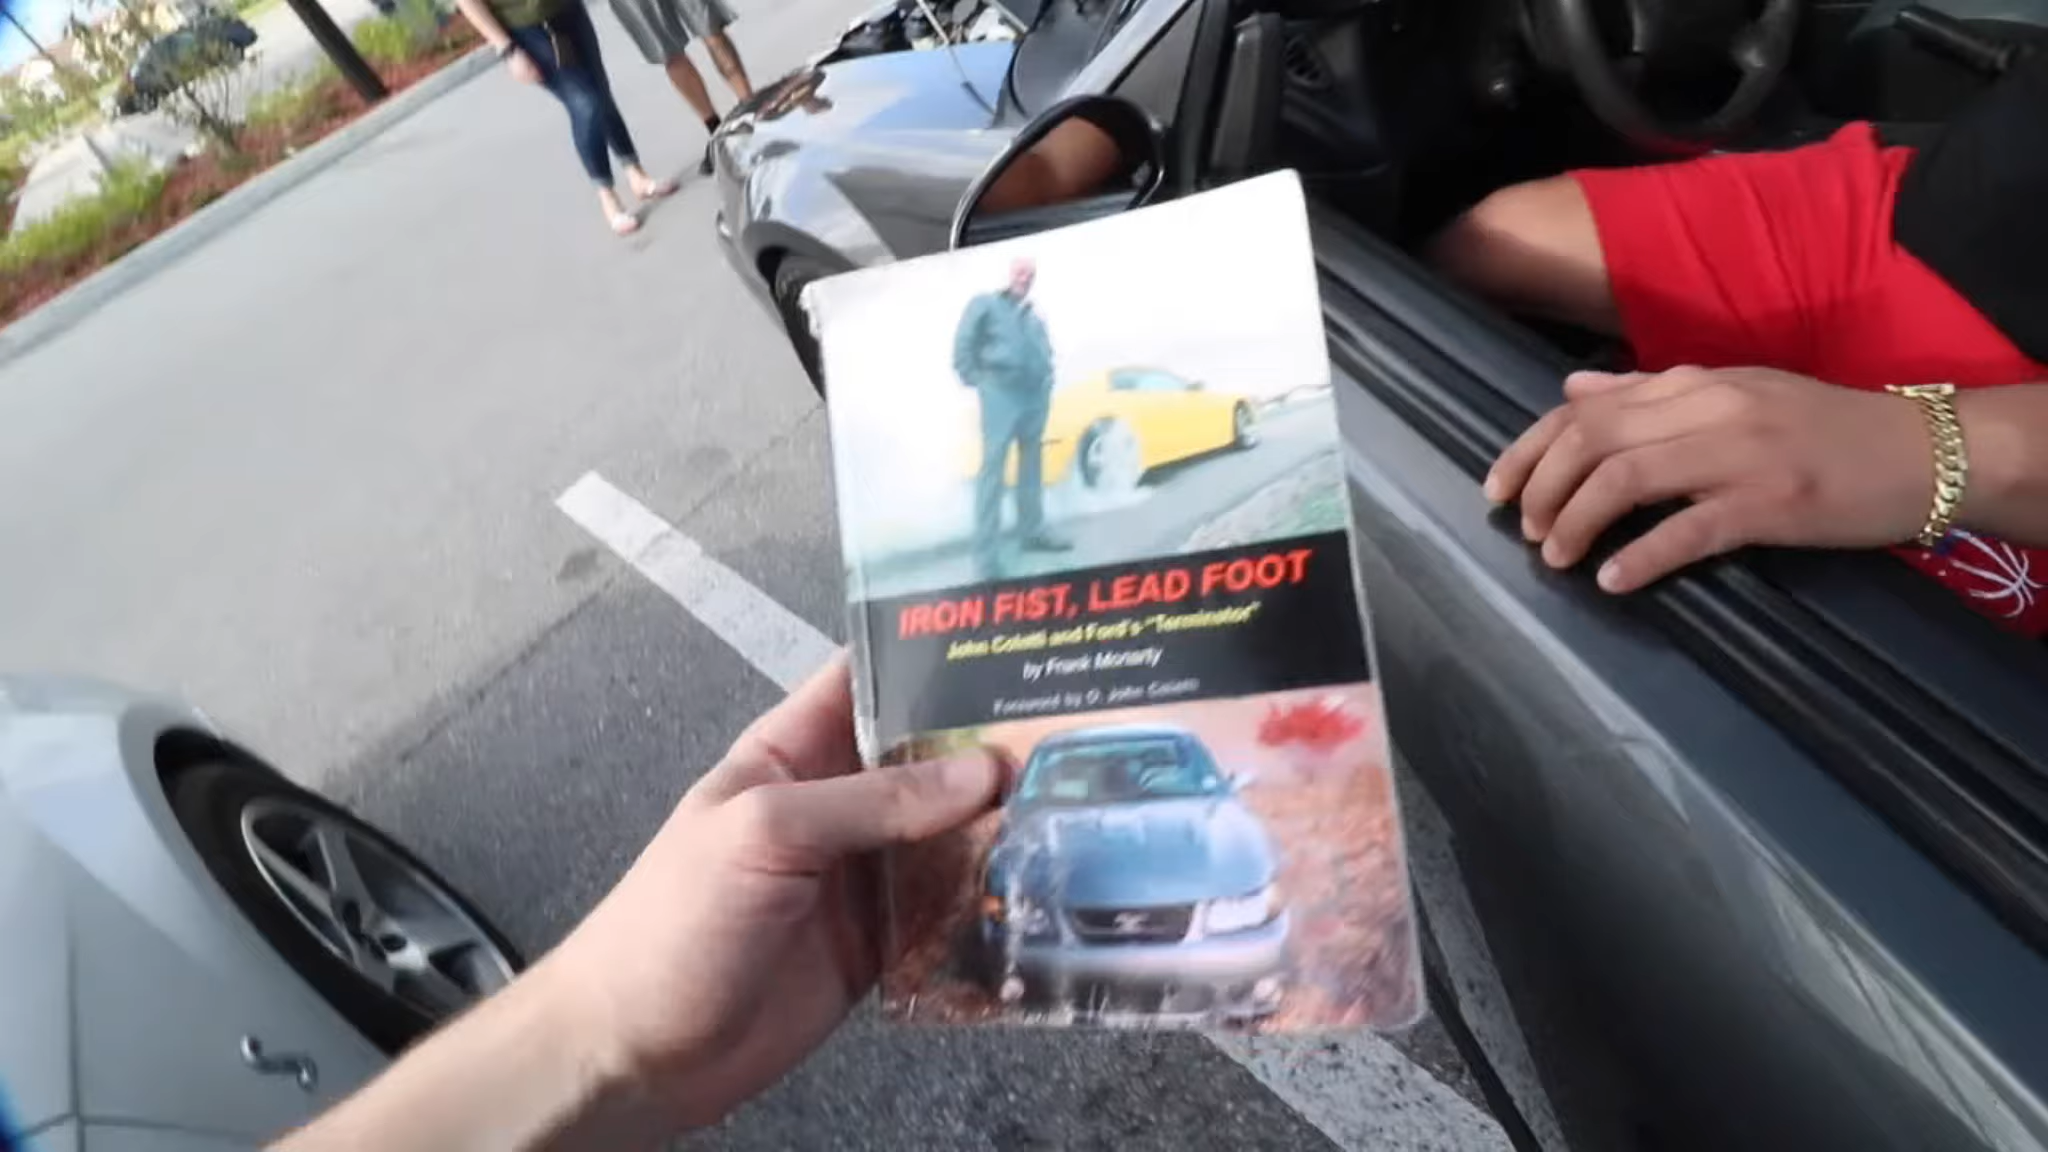 IRON FIST, LEAD FOOT
John Coletti and Ford's "Terminator"
by Frank Moriarty
Foreword by O. John Coletti